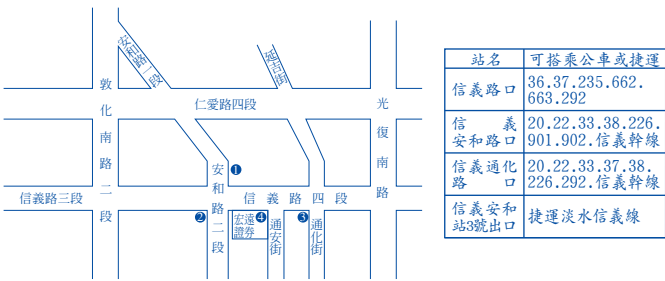 安和路一段
延吉街
敦化南路二段
仁愛路四段
光復南路
安和路二段
❶
信義路三段
信義路四段
❷
宏遠證券
❹
通安街
❸
通化街
站名 可搭乘公車或捷運
信義路口 36.37.235.662.
663.292
信義 20.22.33.38.226.
安和路口 901.902.信義幹線
信義通化 20.22.33.37.38.
路口 226.292.信義幹線
信義安和
站3號出口 捷運淡水信義線